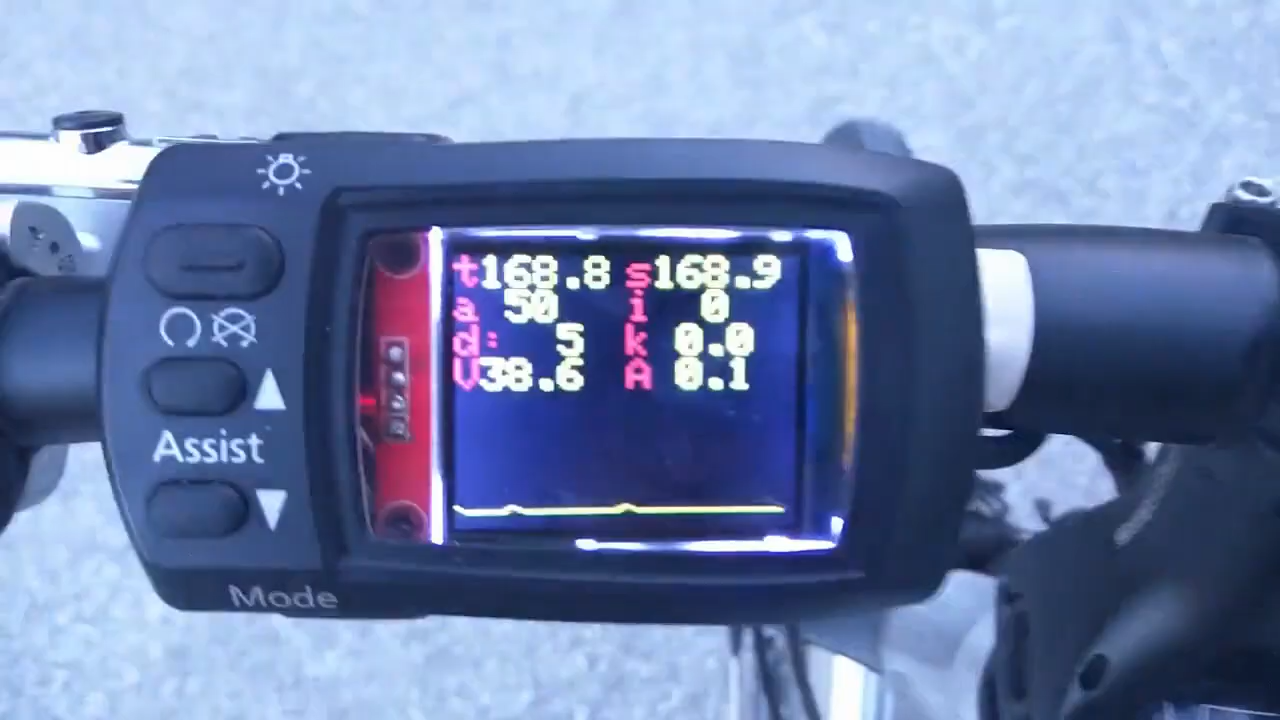 t168.8 s168.9
a 50 i 0
d: 5 k 0.0
V38.6 A 0.1
Assist
Mode